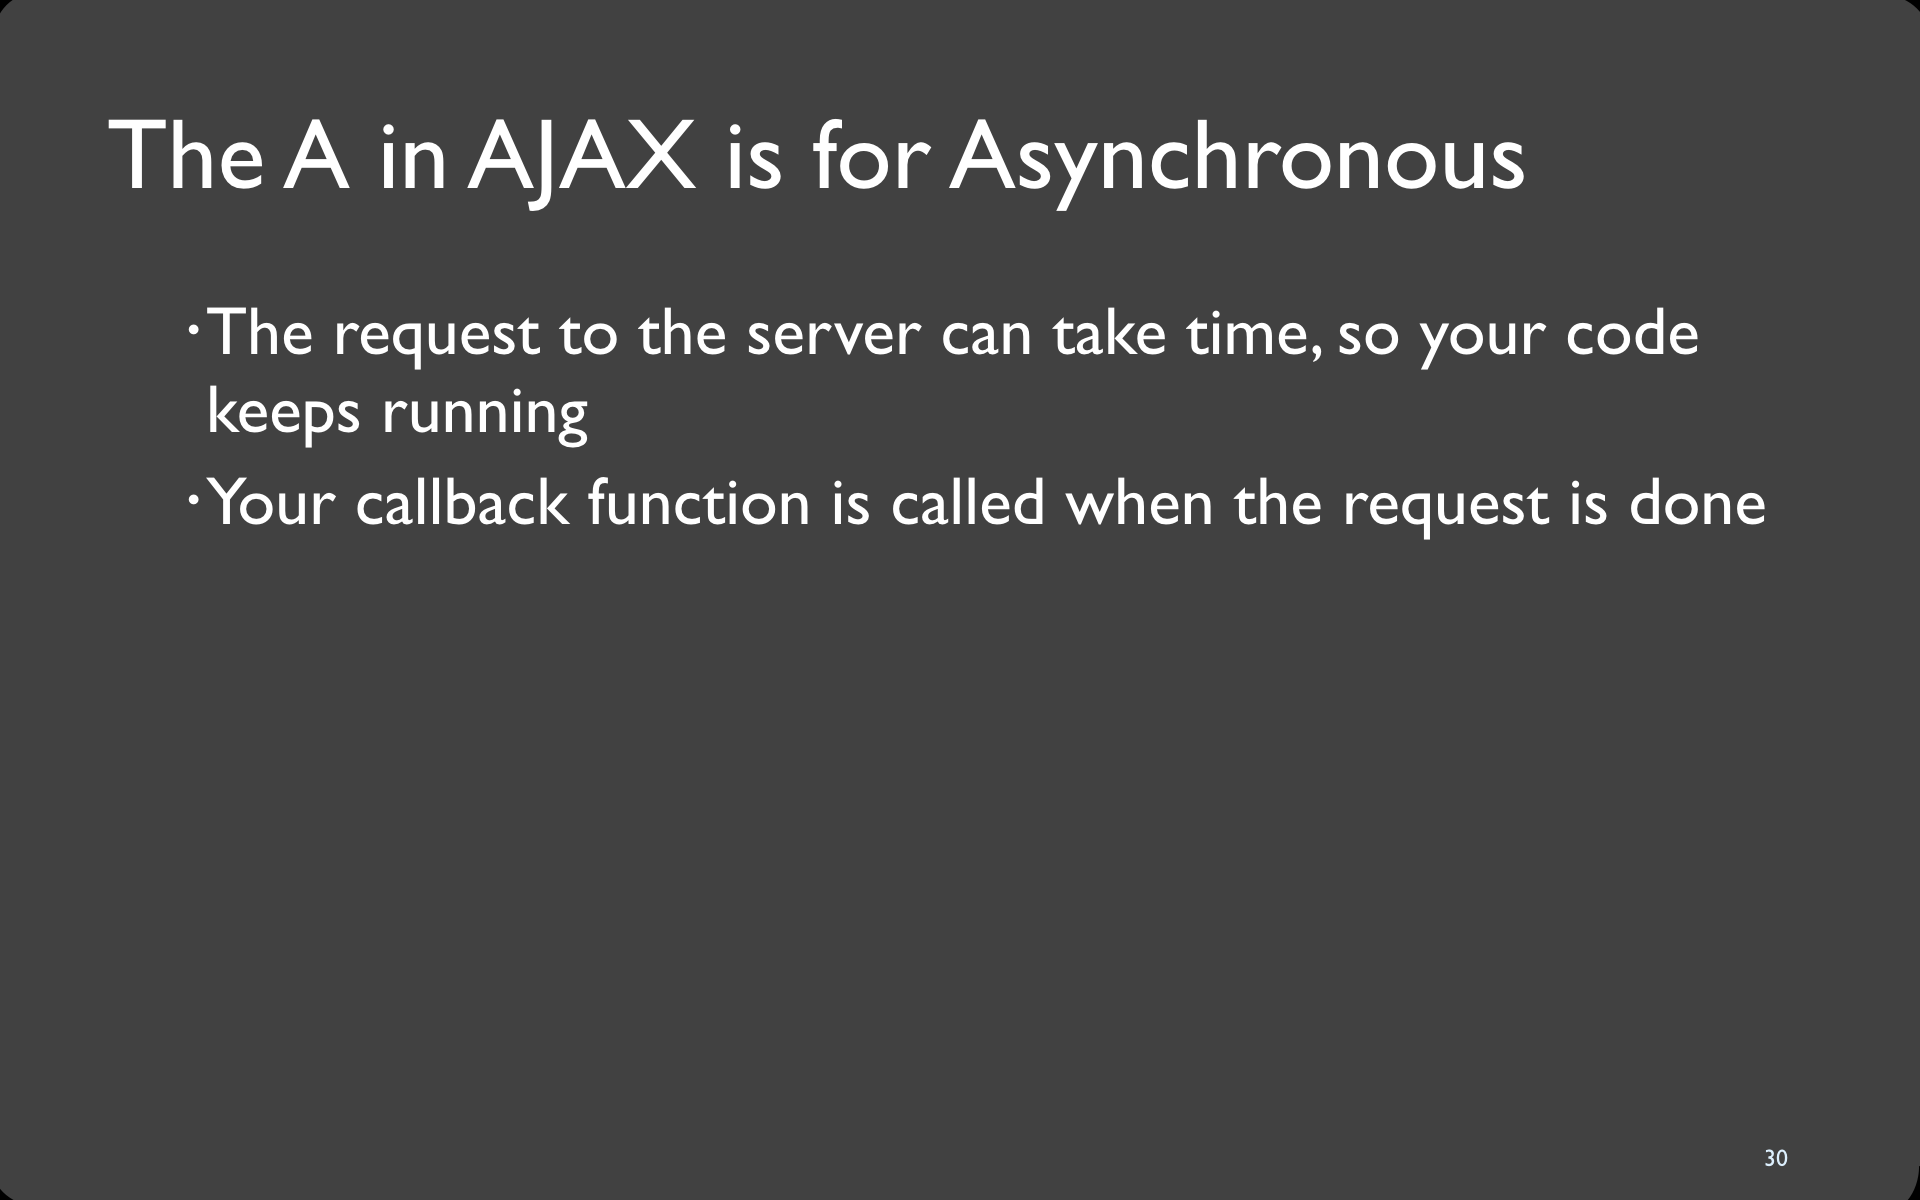 The A in AJAX is for Asynchronous
· The request to the server can take time, so your code
keeps running
· Your callback function is called when the request is done
30